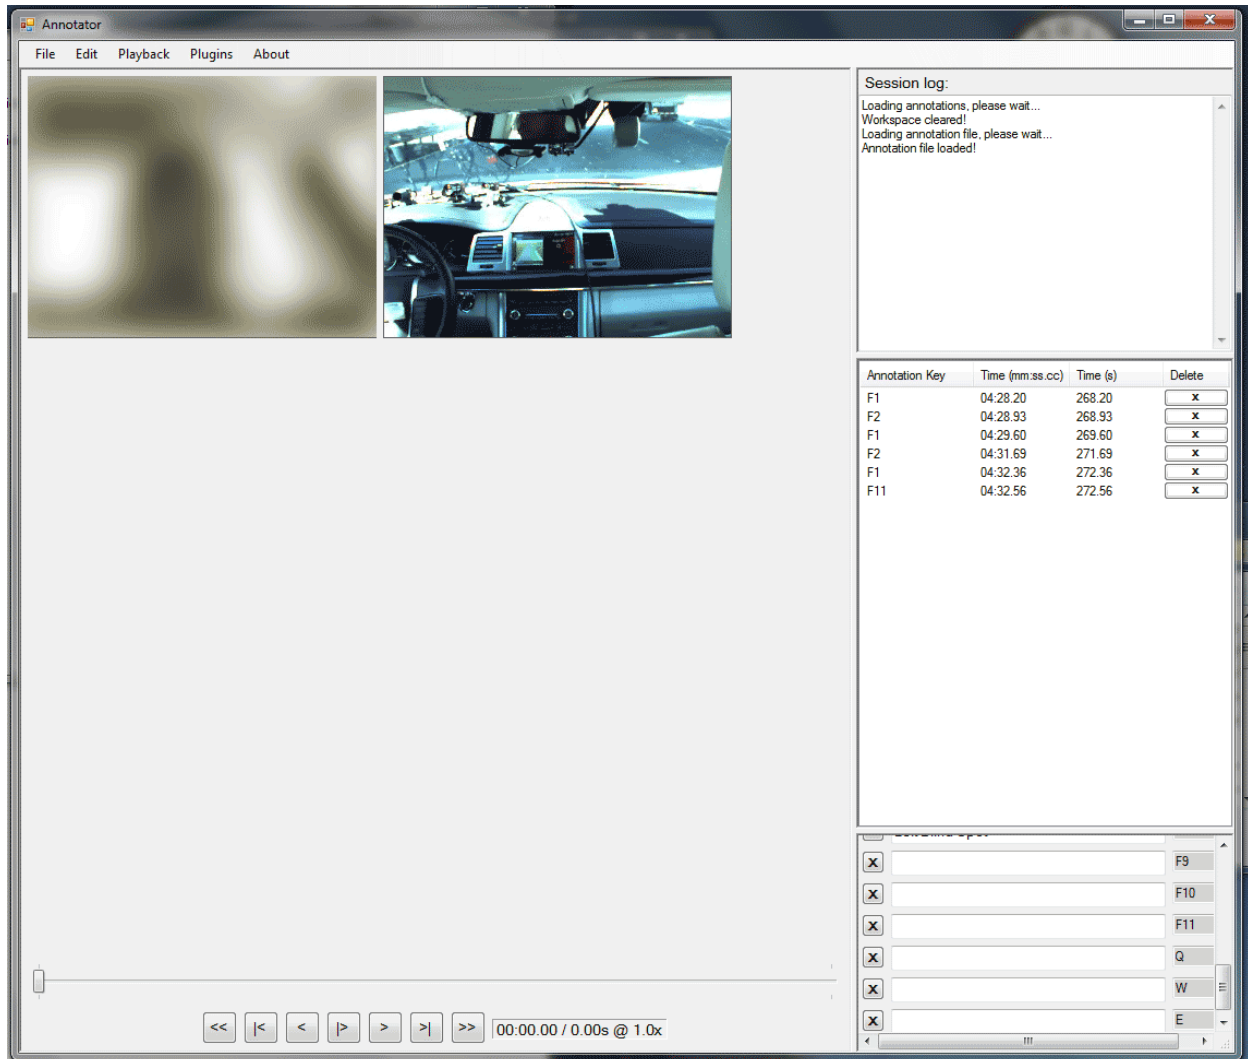 Annotator
File Edit Playback Plugins About
Session log:
Loading annotations, please wait...
Workspace cleared!
Loading annotation file, please wait...
Annotation file loaded!
Annotation Key Time (mm:ss.cc) Time (s) Delete
F1 04:28.20 268.20 x
F2 04:28.93 268.93 x
F1 04:29.60 269.60 x
F2 04:31.69 271.69 x
F1 04:32.36 272.36 x
F11 04:32.56 272.56 x
x F9
x F10
x F11
x Q
x W
x E
<< |< < |> > >| >> 00:00.00 / 0.00s @ 1.0x